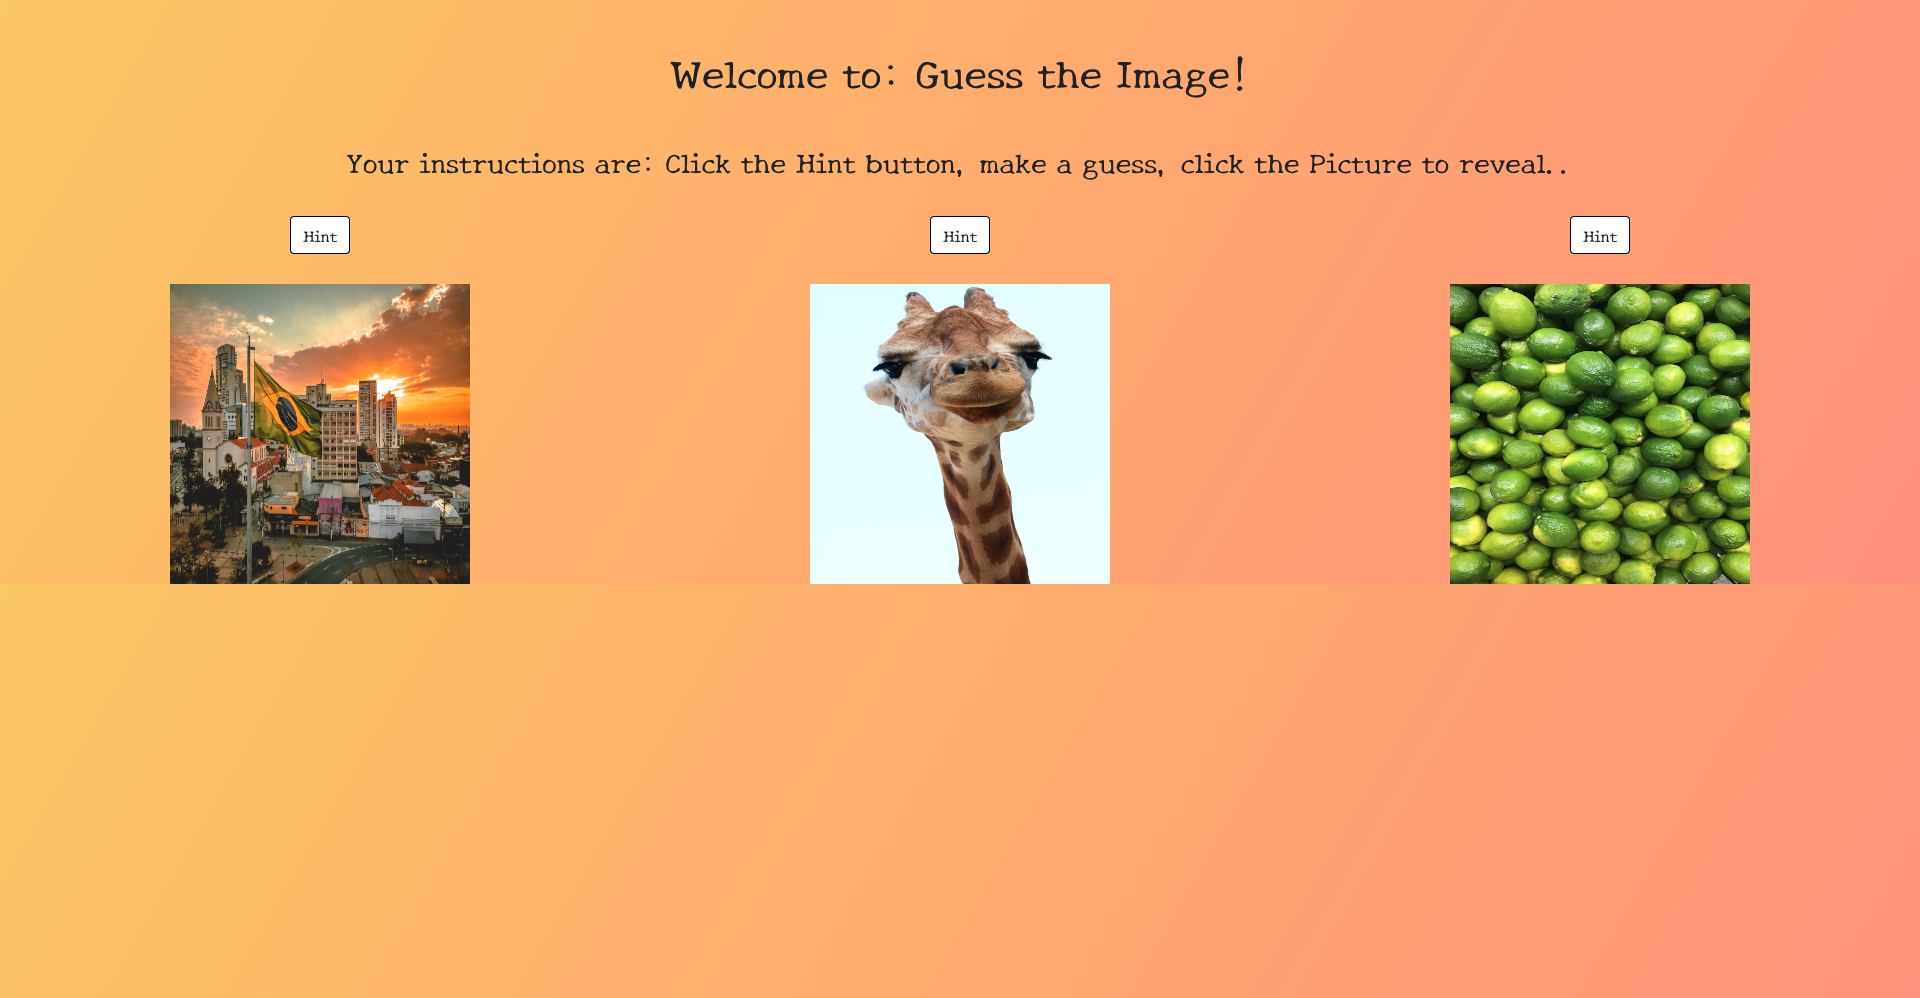 Welcome to: Guess the Image!
Your instructions are: Click the Hint button, make a guess, click the Picture to reveal..
Hint
Hint
Hint